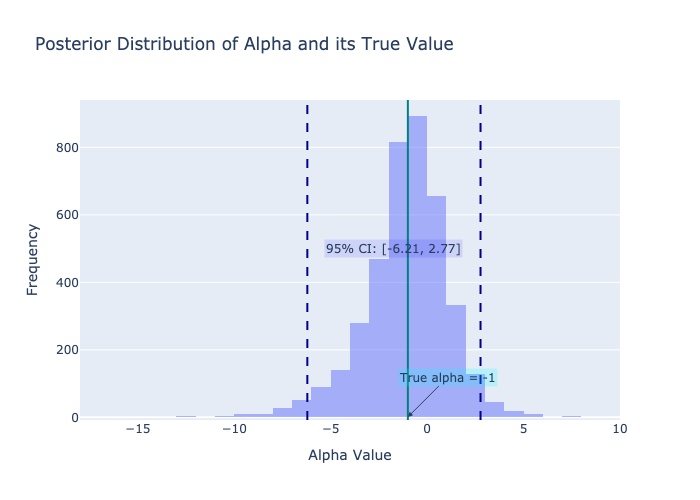 Posterior Distribution of Alpha and its True Value
800
600
400
200
0
Frequency
95% CI: [-6.21, 2.77]
True alpha = -1
−15
−10
−5
0
5
10
Alpha Value